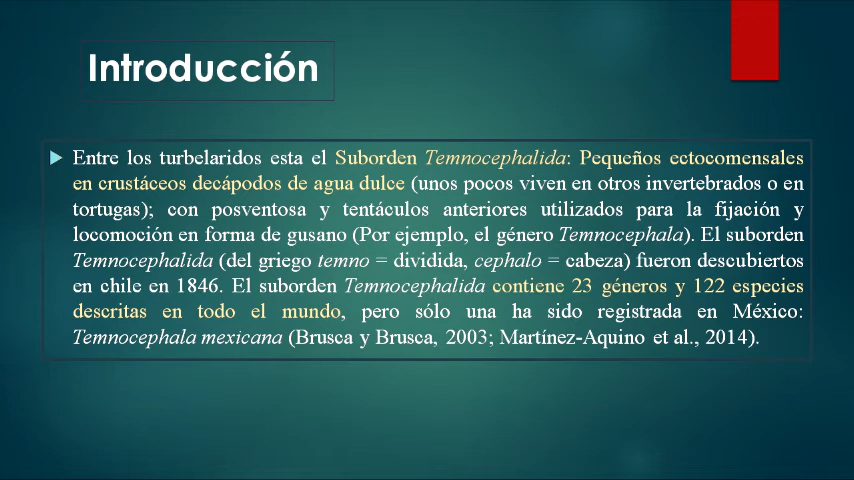 Introducción
Entre los turbelaridos esta el Suborden Temnocephalida: Pequeños ectocomensales
en crustáceos decápodos de agua dulce (unos pocos viven en otros invertebrados o en
tortugas); con posventosa y tentáculos anteriores utilizados para la fijación y
locomoción en forma de gusano (Por ejemplo, el género Temnocephala). El suborden
Temnocephalida (del griego temno = dividida, cephalo = cabeza) fueron descubiertos
en chile en 1846. El suborden Temnocephalida contiene 23 géneros y 122 especies
descritas en todo el mundo, pero sólo una ha sido registrada en México:
Temnocephala mexicana (Brusca y Brusca, 2003; Martínez-Aquino et al., 2014).